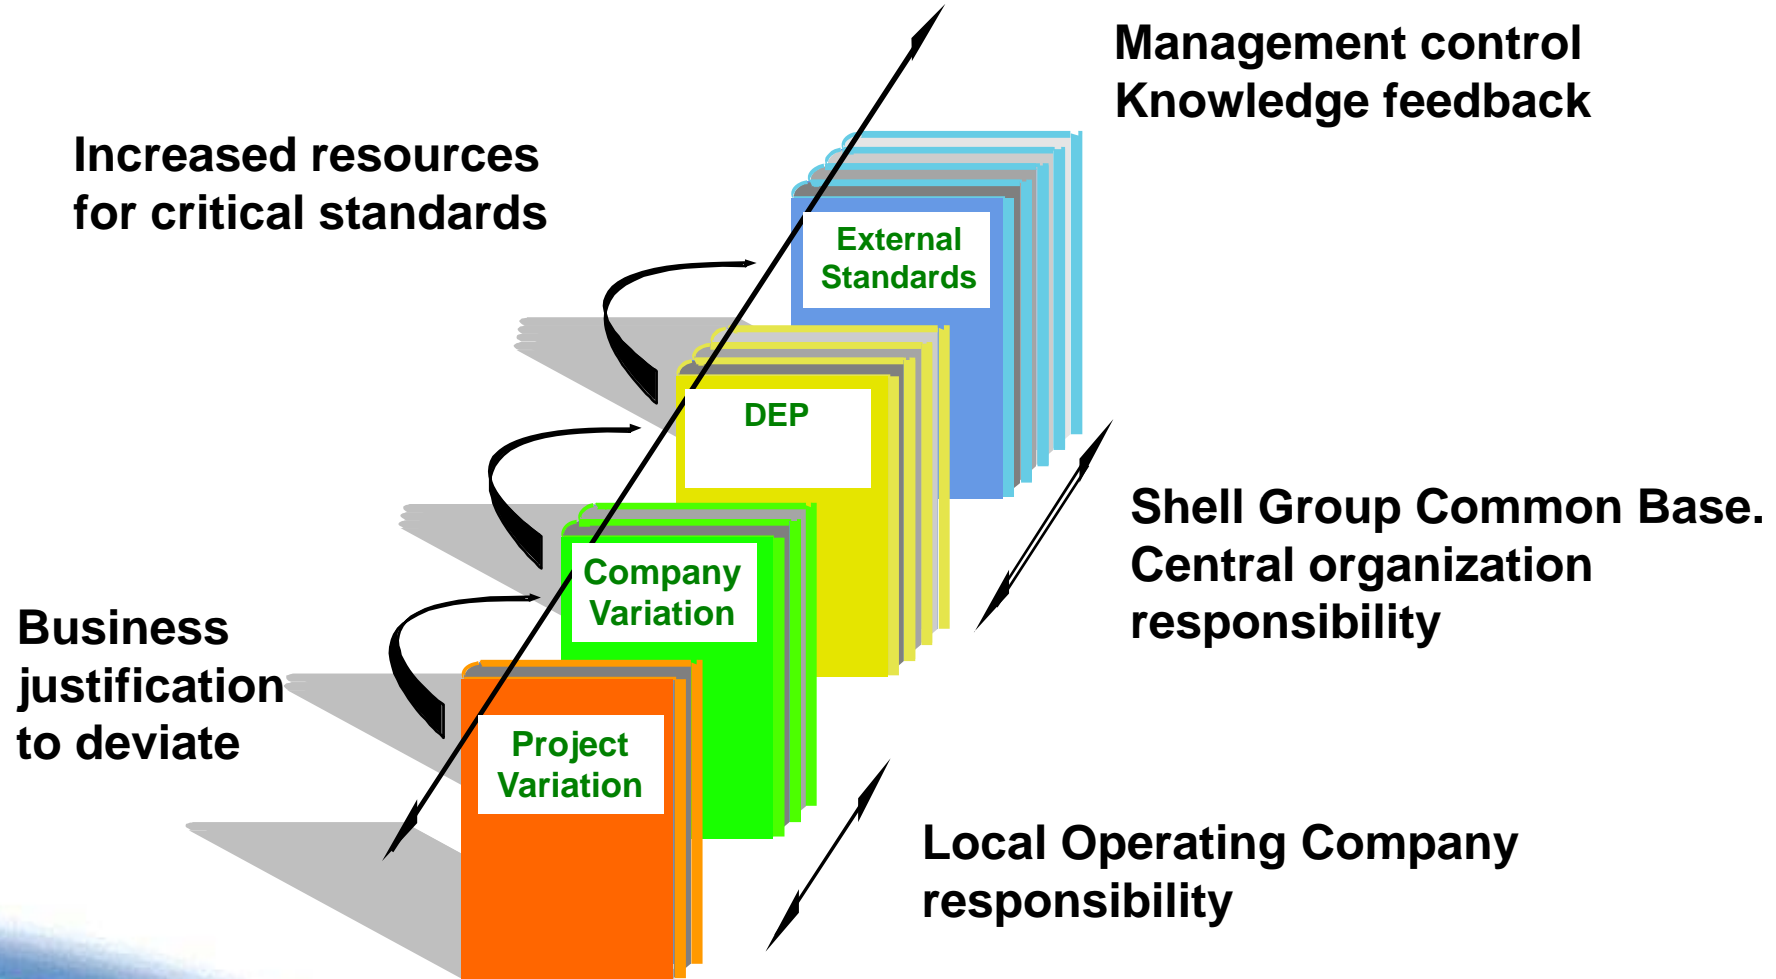 Management control
Knowledge feedback
Increased resources
for critical standards
External
Standards
DEP
Shell Group Common Base.
Central organization
responsibility
Company
Variation
Business
justification
to deviate
Project
Variation
Local Operating Company
responsibility